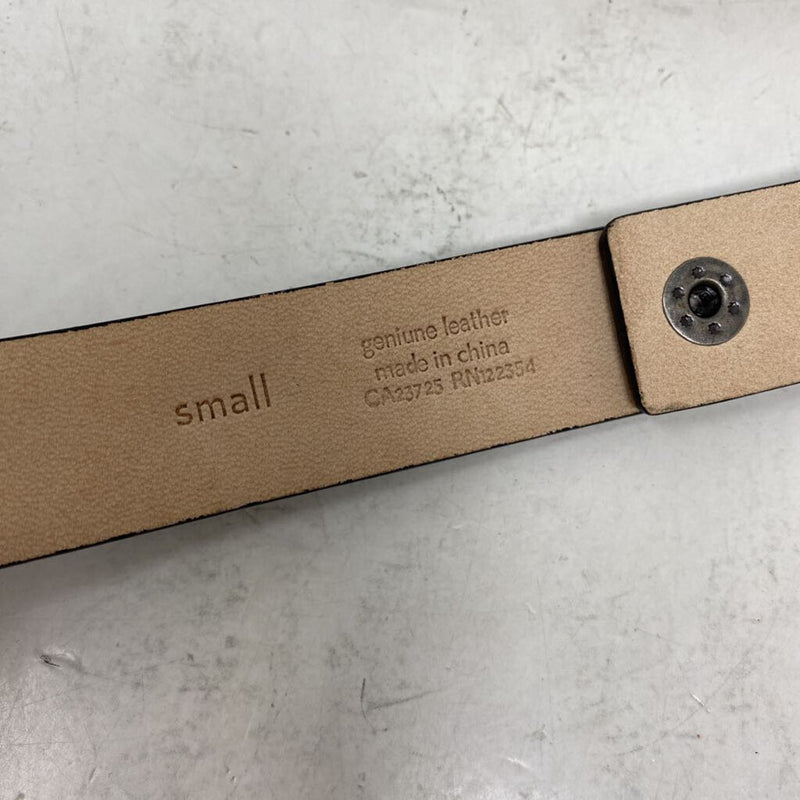 small
geniune leather
made in china
CA23725 RN122354